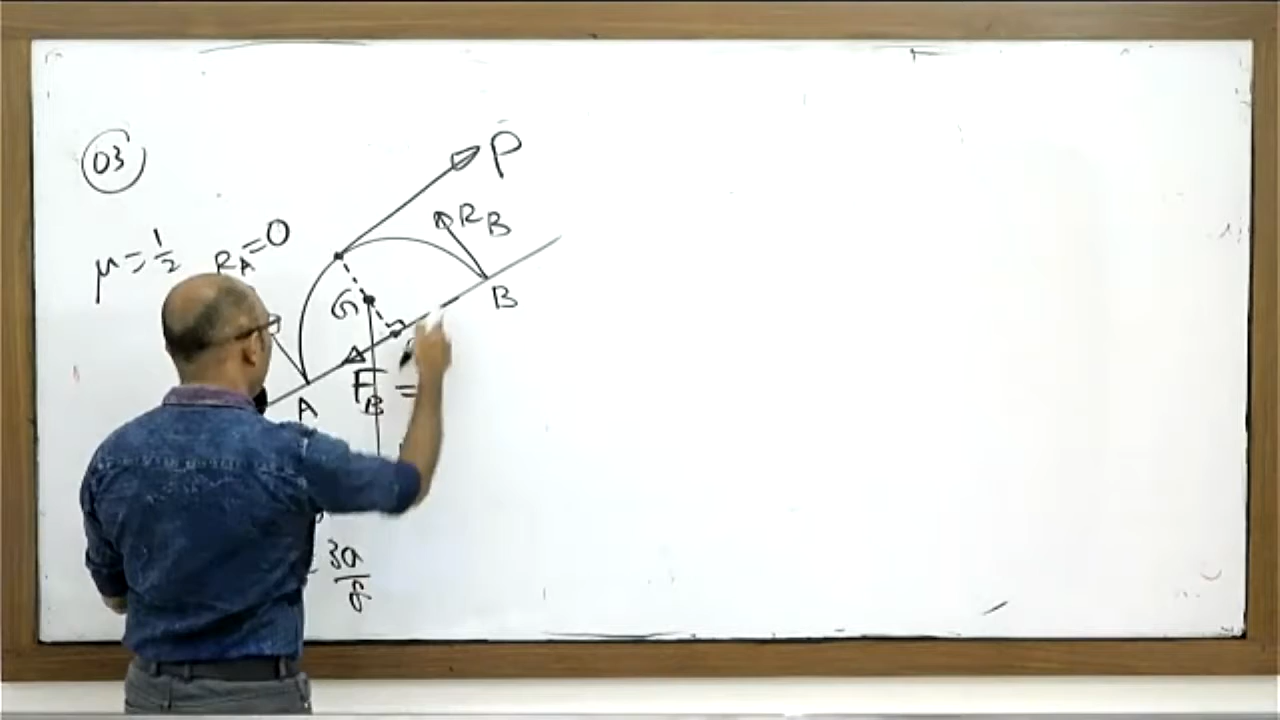 03
P
R_B
μ = 1/2
R_A = 0
G
B
F_B =
A
3a/8